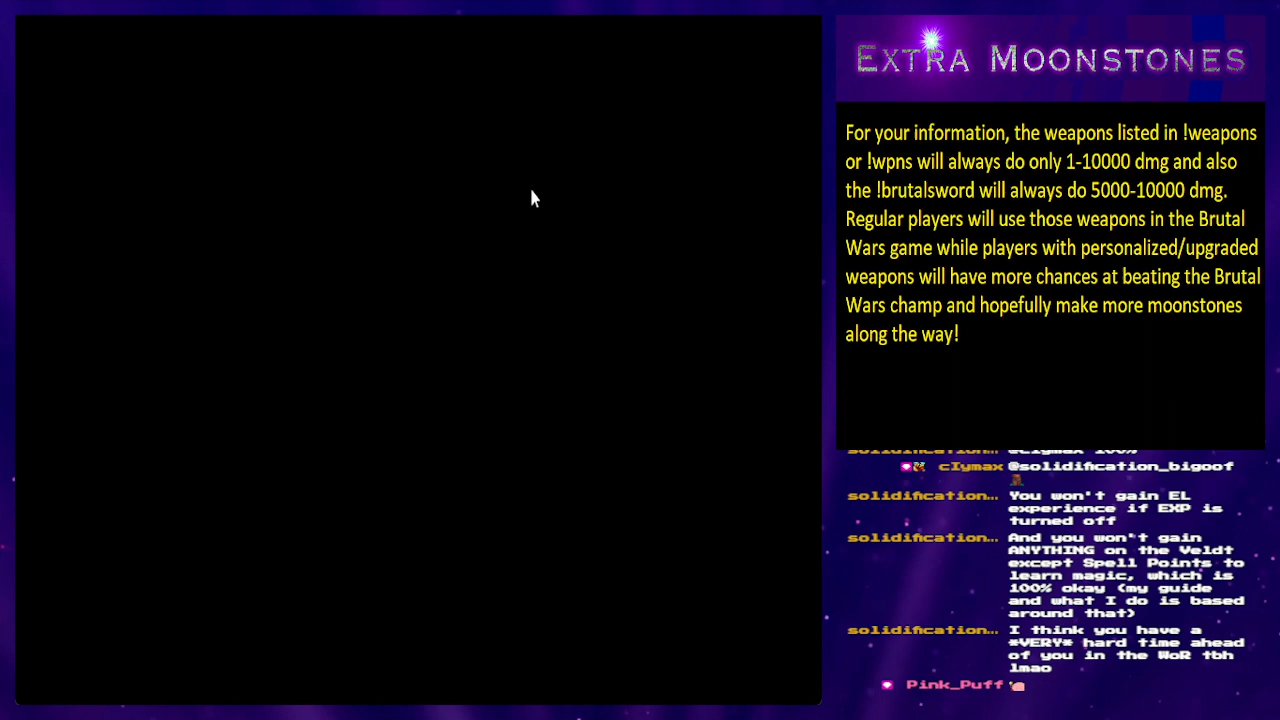 EXTRA MOONSTONES
For your information, the weapons listed in !weapons
or !wpns will always do only 1-10000 dmg and also
the !brutalsword will always do 5000-10000 dmg.
Regular players will use those weapons in the Brutal
Wars game while players with personalized/upgraded
weapons will have more chances at beating the Brutal
Wars champ and hopefully make more moonstones
along the way!
solidification... @cIymax 100%
cIymax @solidification_bigoof
solidification... You won't gain EL
experience if EXP is
turned off
solidification... And you won't gain
ANYTHING on the Veldt
except Spell Points to
learn magic, which is
100% okay (my guide
and what I do is based
around that)
solidification... I think you have a
*VERY* hard time ahead
of you in the WoR tbh
lmao
Pink_Puff